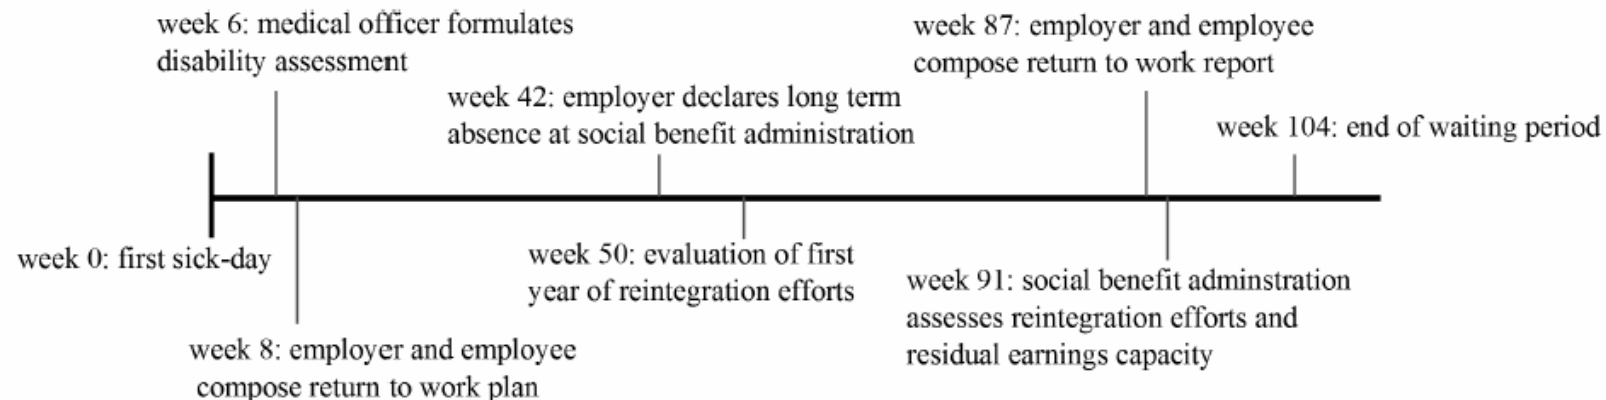 week 6: medical officer formulates
disability assessment
week 87: employer and employee
compose return to work report
week 42: employer declares long term
absence at social benefit administration
week 104: end of waiting period
week 0: first sick-day
week 50: evaluation of first
year of reintegration efforts
week 91: social benefit adminstration
assesses reintegration efforts and
residual earnings capacity
week 8: employer and employee
compose return to work plan